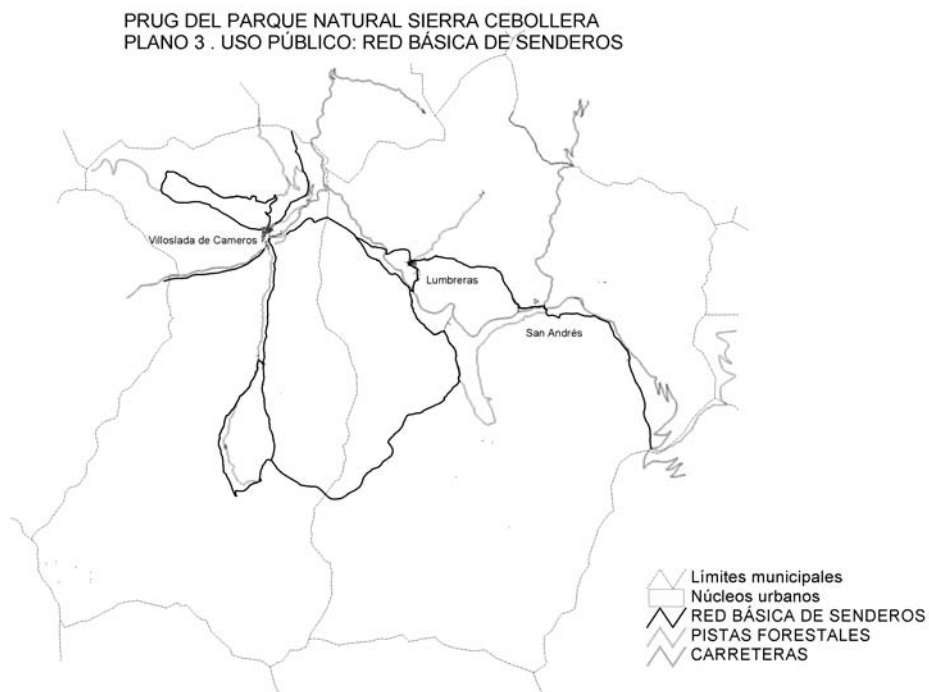 PRUG DEL PARQUE NATURAL SIERRA CEBOLLERA
PLANO 3 . USO PÚBLICO: RED BÁSICA DE SENDEROS
Villoslada de Cameros
Lumbreras
San Andrés
Límites municipales
Núcleos urbanos
RED BÁSICA DE SENDEROS
PISTAS FORESTALES
CARRETERAS